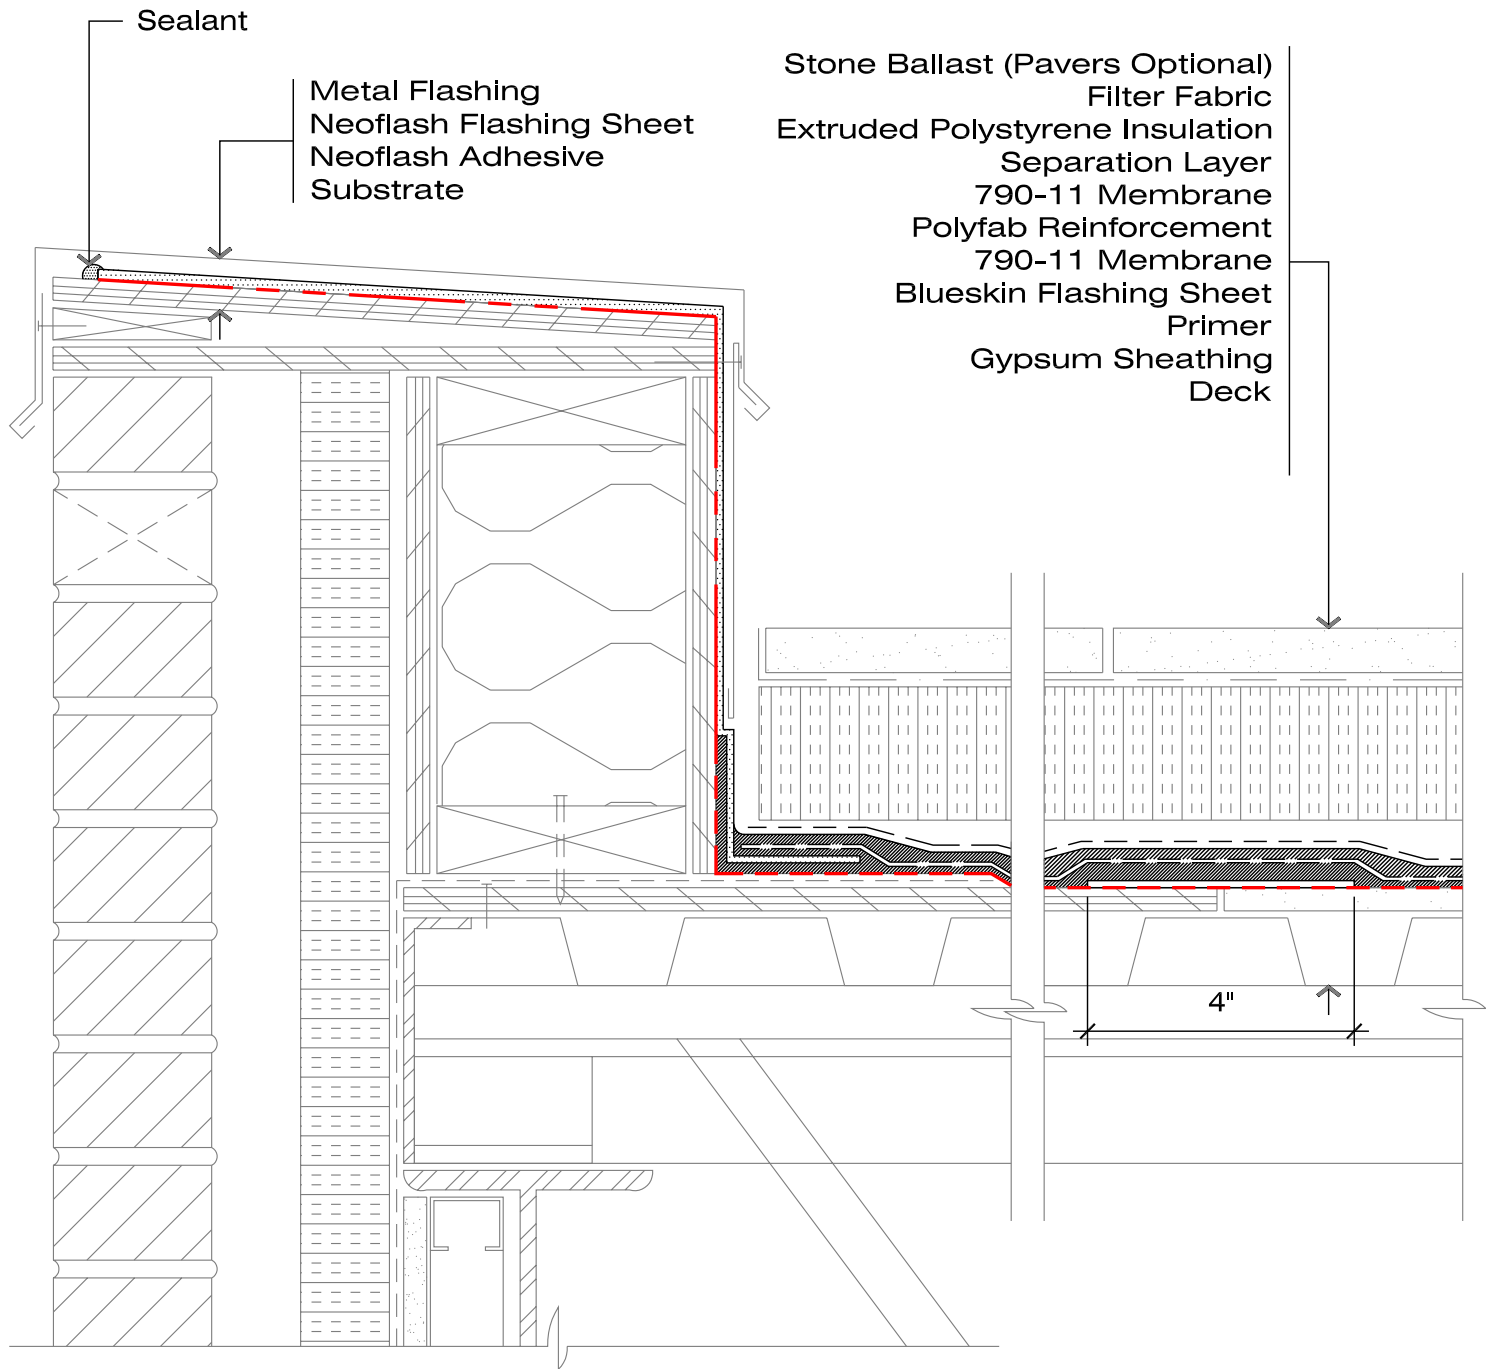 Sealant
Metal Flashing
Neoflash Flashing Sheet
Neoflash Adhesive
Substrate
Stone Ballast (Pavers Optional)
Filter Fabric
Extruded Polystyrene Insulation
Separation Layer
790-11 Membrane
Polyfab Reinforcement
790-11 Membrane
Blueskin Flashing Sheet
Primer
Gypsum Sheathing
Deck
4"